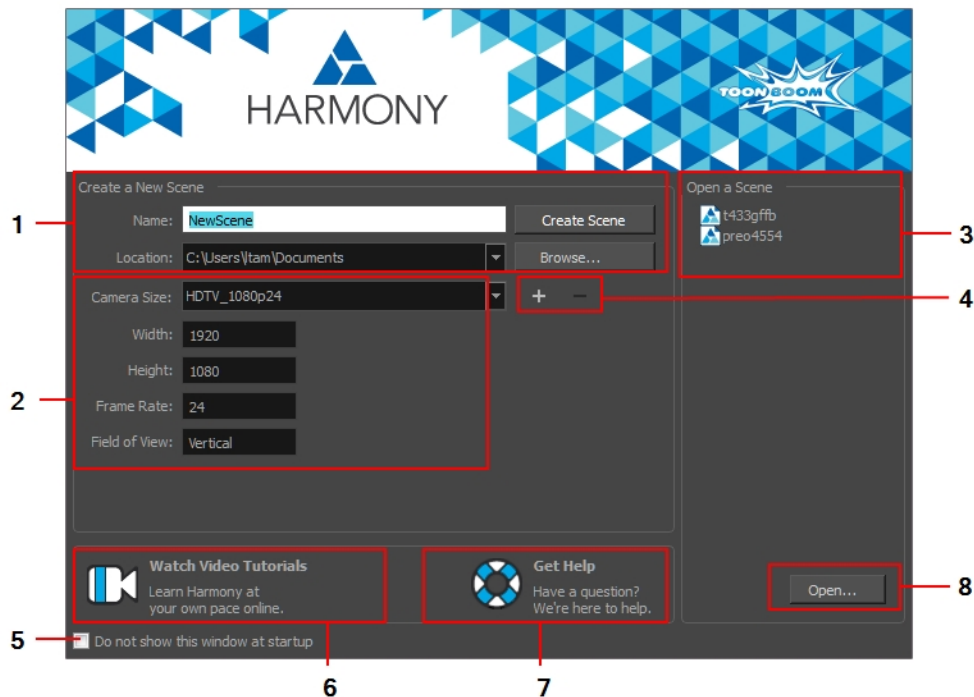 HARMONY
TOON BOOM
Create a New Scene
Name: NewScene Create Scene
Location: C:\Users\ltam\Documents Browse...
Camera Size: HDTV_1080p24 + −
Width: 1920
Height: 1080
Frame Rate: 24
Field of View: Vertical
Open a Scene
t433gffb
preo4554
Watch Video Tutorials
Learn Harmony at
your own pace online.
Get Help
Have a question?
We're here to help.
Open...
Do not show this window at startup
1
2
3
4
5
6
7
8